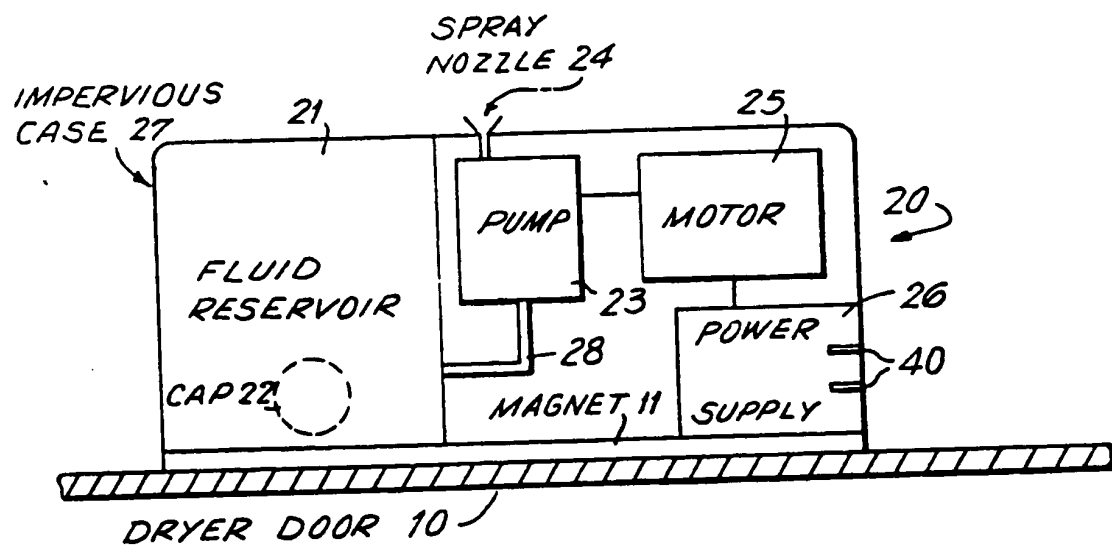 SPRAY
NOZZLE 24
IMPERVIOUS
CASE 27
21
25
PUMP
MOTOR
20
FLUID
RESERVOIR
23
26
POWER
28
40
CAP 22
MAGNET 11
SUPPLY
DRYER DOOR 10